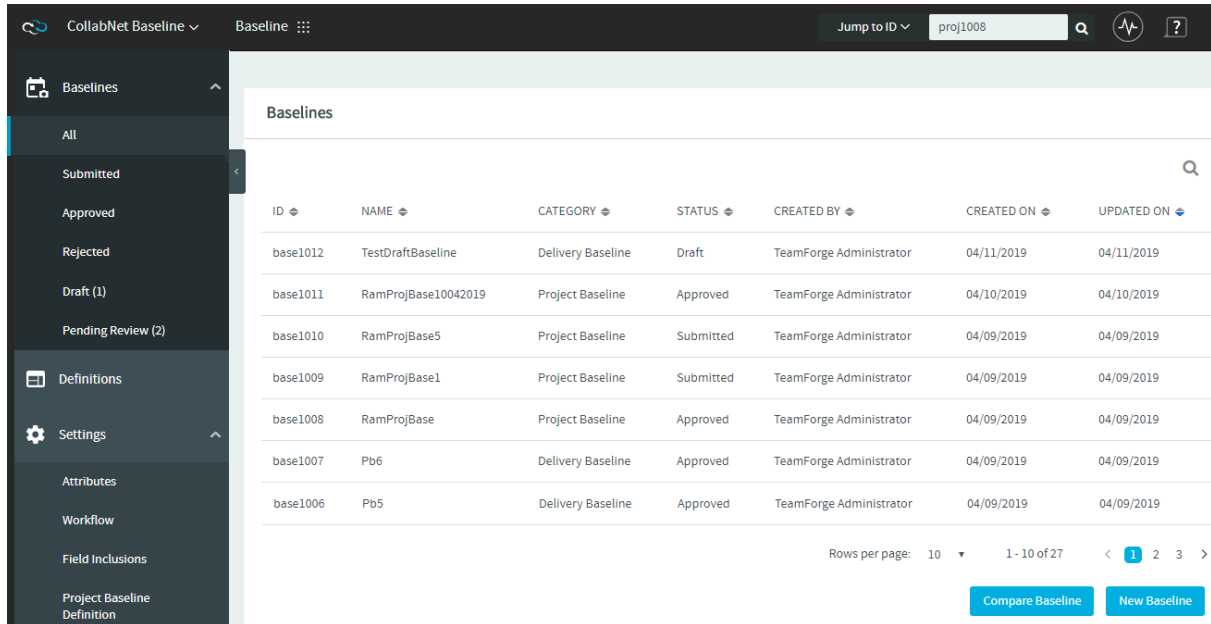 CollabNet Baseline Baseline Jump to ID proj1008 ?
Baselines
All
Submitted
Approved
Rejected
Draft (1)
Pending Review (2)
Definitions
Settings
Attributes
Workflow
Field Inclusions
Project Baseline
Definition
Baselines
ID NAME CATEGORY STATUS CREATED BY CREATED ON UPDATED ON
base1012 TestDraftBaseline Delivery Baseline Draft TeamForge Administrator 04/11/2019 04/11/2019
base1011 RamProjBase10042019 Project Baseline Approved TeamForge Administrator 04/10/2019 04/10/2019
base1010 RamProjBase5 Project Baseline Submitted TeamForge Administrator 04/09/2019 04/09/2019
base1009 RamProjBase1 Project Baseline Submitted TeamForge Administrator 04/09/2019 04/09/2019
base1008 RamProjBase Project Baseline Approved TeamForge Administrator 04/09/2019 04/09/2019
base1007 Pb6 Delivery Baseline Approved TeamForge Administrator 04/09/2019 04/09/2019
base1006 Pb5 Delivery Baseline Approved TeamForge Administrator 04/09/2019 04/09/2019
Rows per page: 10 1 - 10 of 27 < 1 2 3 >
Compare Baseline New Baseline